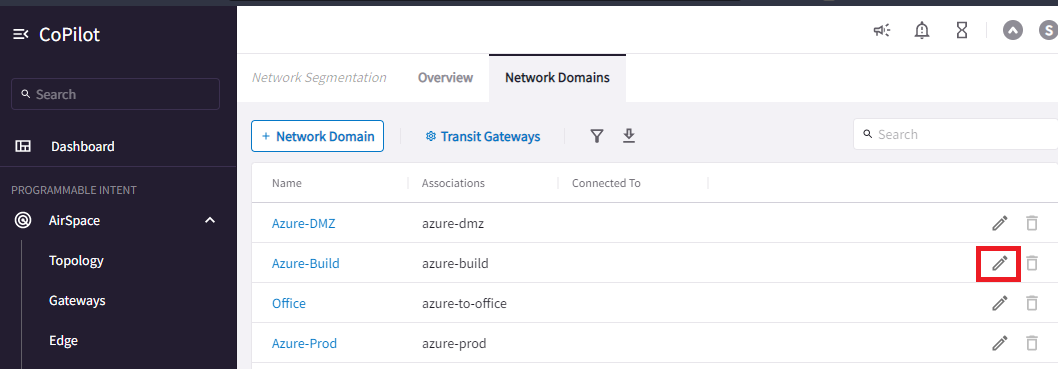 CoPilot
Search
Dashboard
PROGRAMMABLE INTENT
AirSpace
Topology
Gateways
Edge
S
Network Segmentation Overview Network Domains
+ Network Domain Transit Gateways Search
Name Associations Connected To
Azure-DMZ azure-dmz
Azure-Build azure-build
Office azure-to-office
Azure-Prod azure-prod